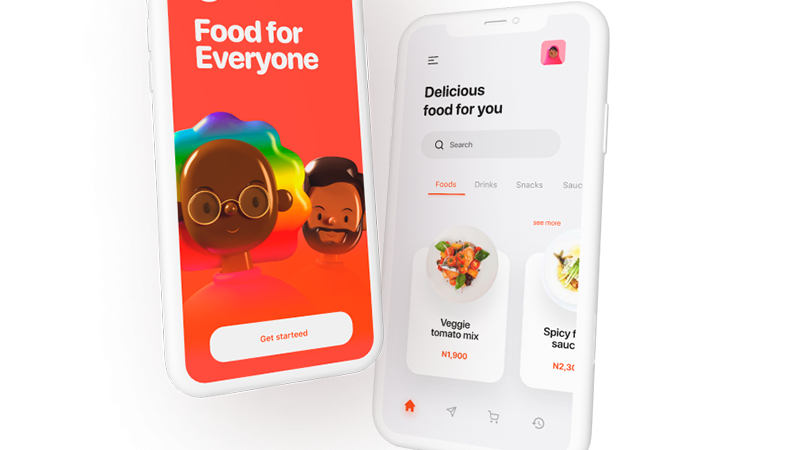 Food for
Everyone
Get starteed
Delicious
food for you
Search
Foods Drinks Snacks Sauc
see more
Veggie
tomato mix
N1,900
Spicy f
sauc
N2,30